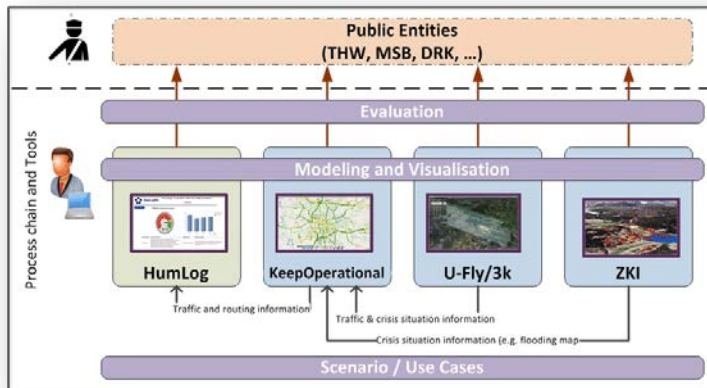 Public Entities
(THW, MSB, DRK, ...)
Evaluation
Modeling and Visualisation
Process chain and Tools
HumLog
KeepOperational
U-Fly/3k
ZKI
Traffic and routing information
Traffic & crisis situation information
Crisis situation information (e.g. flooding map
Scenario / Use Cases